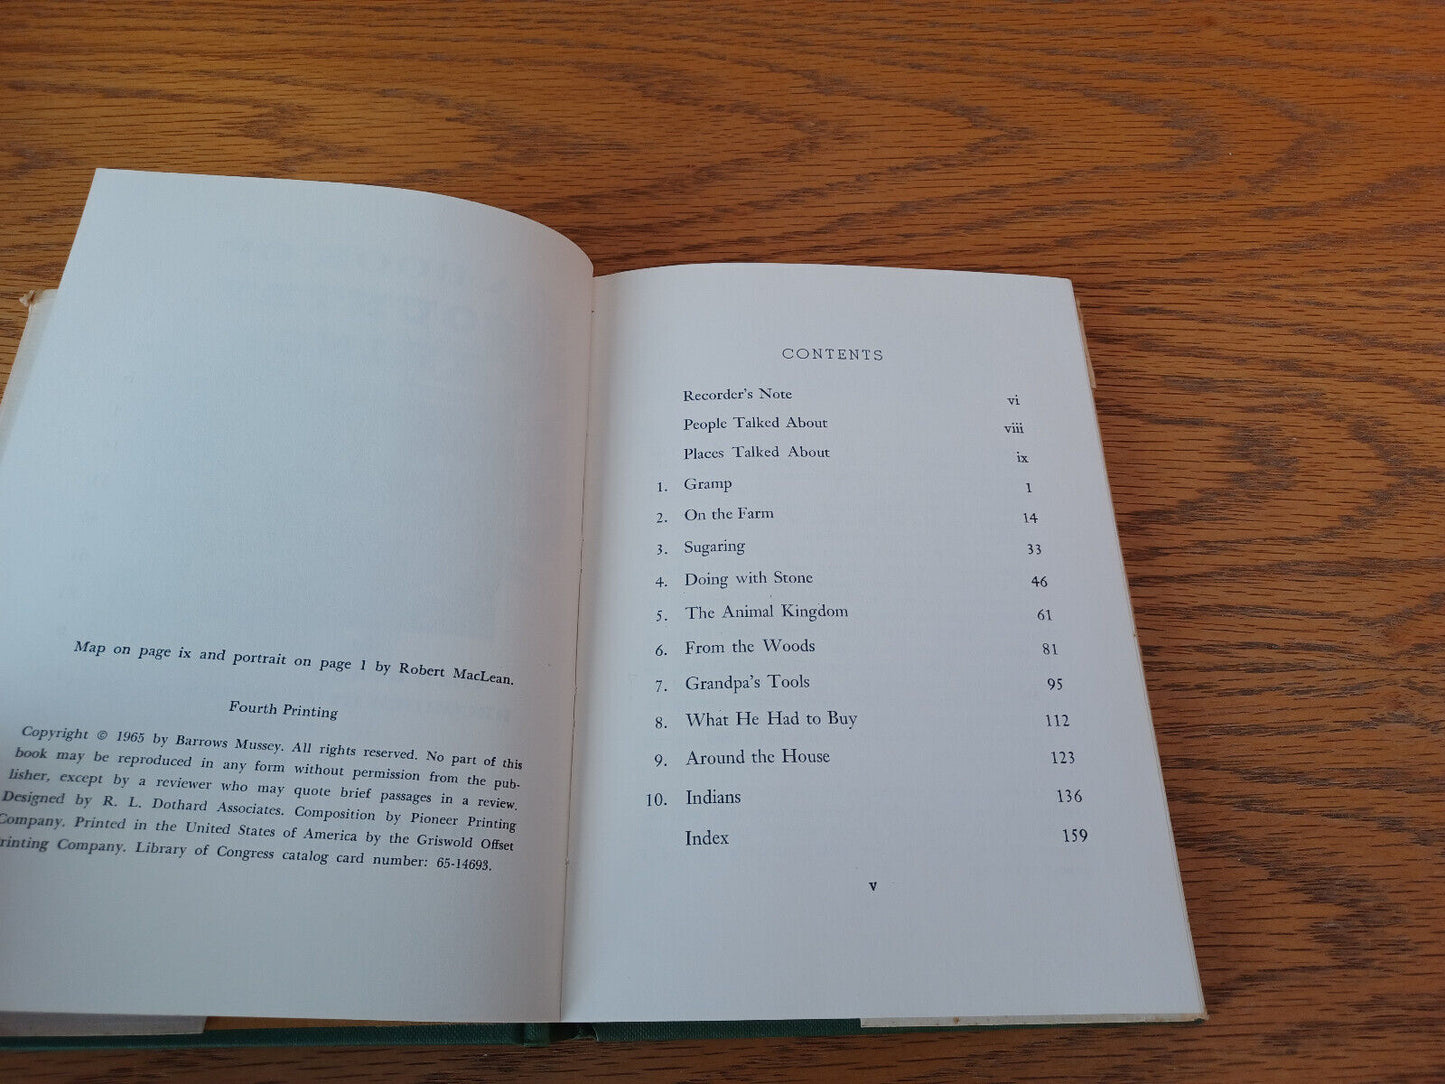 Map on page ix and portrait on page 1 by Robert MacLean.
Fourth Printing
Copyright © 1965 by Barrows Mussey. All rights reserved. No part of this
book may be reproduced in any form without permission from the pub-
lisher, except by a reviewer who may quote brief passages in a review.
Designed by R. L. Dothard Associates. Composition by Pioneer Printing
Company. Printed in the United States of America by the Griswold Offset
Printing Company. Library of Congress catalog card number: 65-14693.
CONTENTS
Recorder's Note vi
People Talked About viii
Places Talked About ix
1. Gramp 1
2. On the Farm 14
3. Sugaring 33
4. Doing with Stone 46
5. The Animal Kingdom 61
6. From the Woods 81
7. Grandpa's Tools 95
8. What He Had to Buy 112
9. Around the House 123
10. Indians 136
Index 159
v